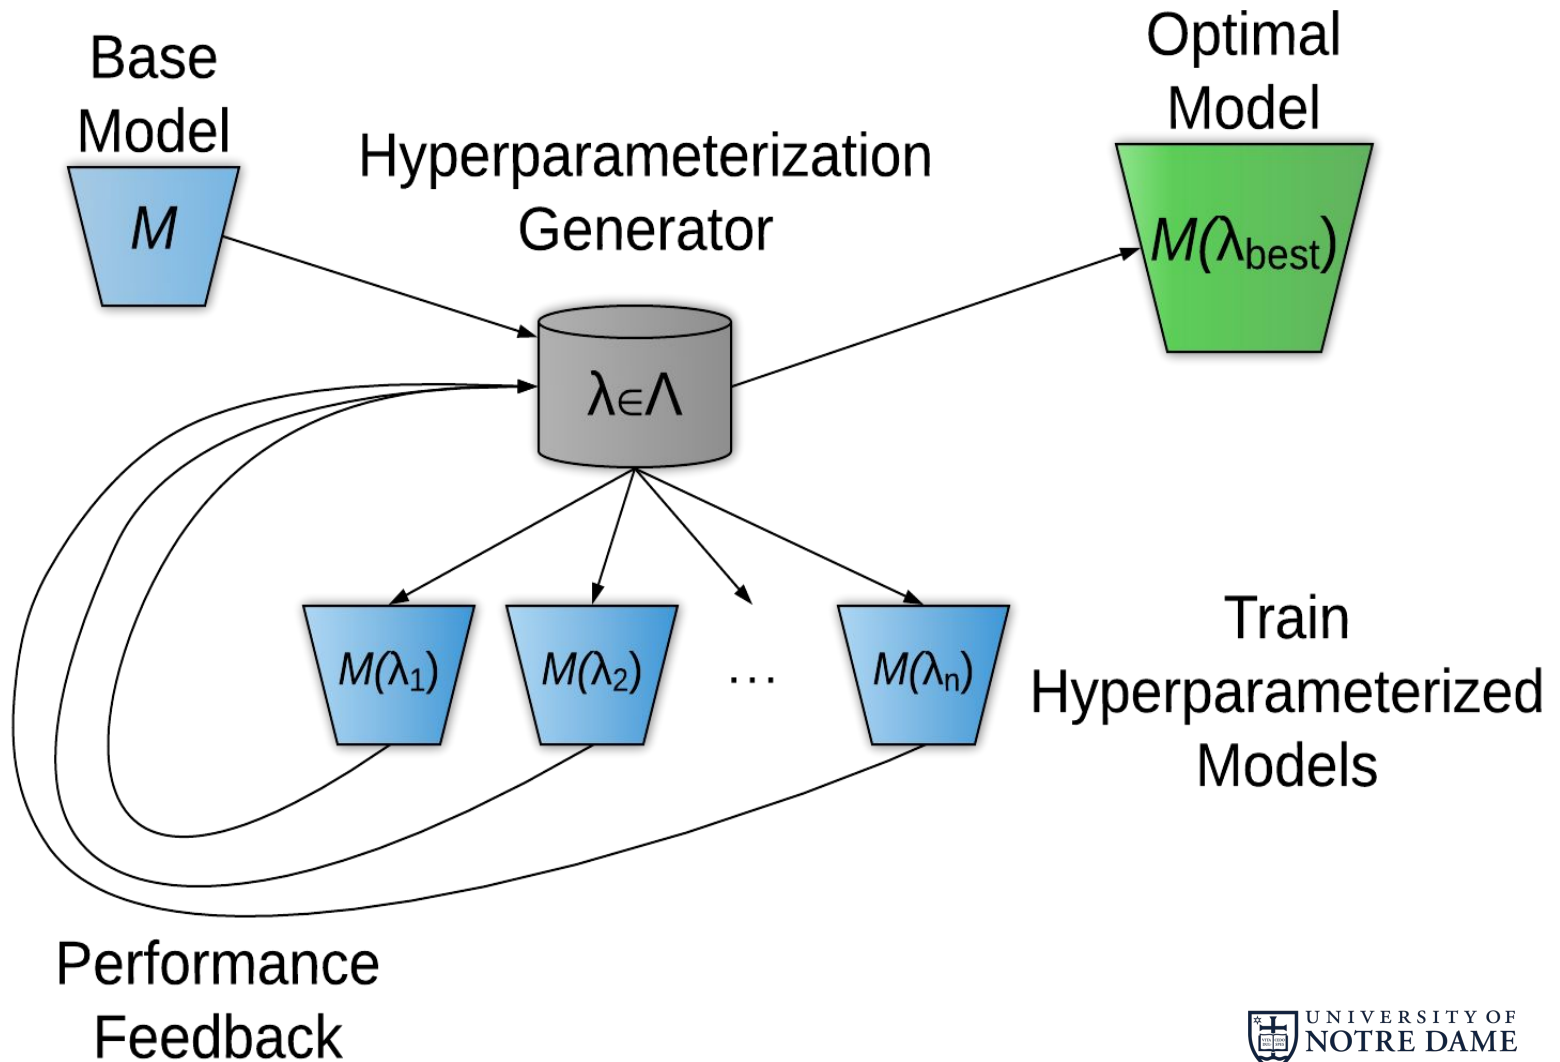 Base
Model
M
Hyperparameterization
Generator
Optimal
Model
M(λbest)
λ∈Λ
M(λ1)
M(λ2)
...
M(λn)
Train
Hyperparameterized
Models
Performance
Feedback
UNIVERSITY OF
NOTRE DAME